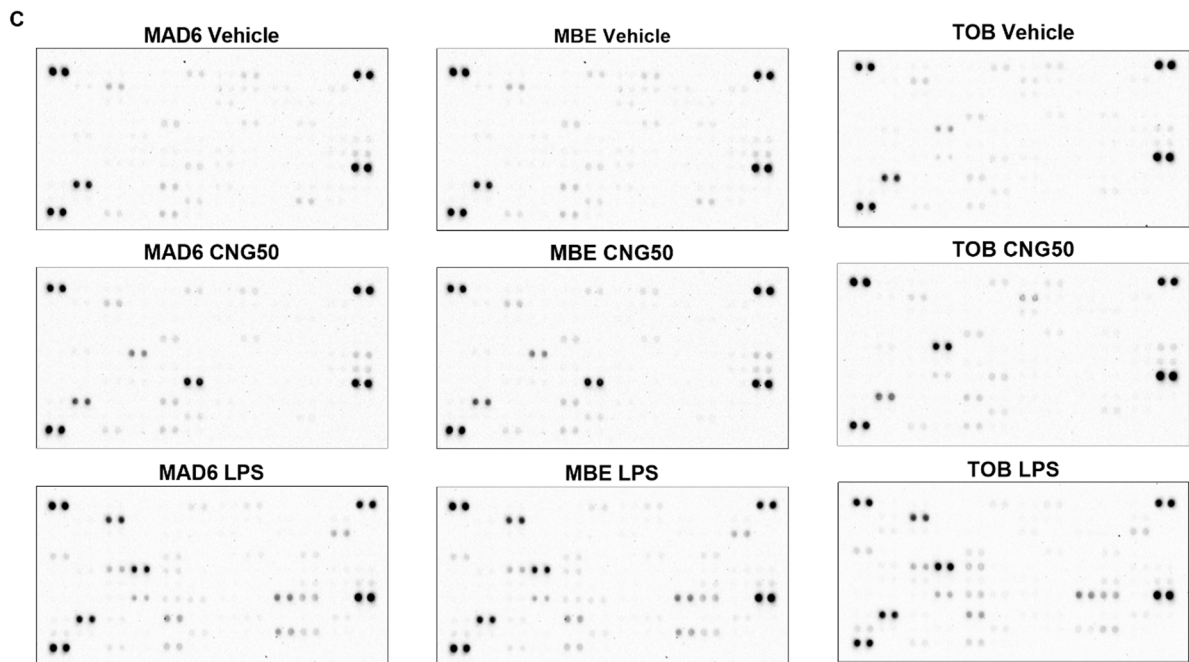 C
MAD6 Vehicle MBE Vehicle TOB Vehicle
MAD6 CNG50 MBE CNG50 TOB CNG50
MAD6 LPS MBE LPS TOB LPS